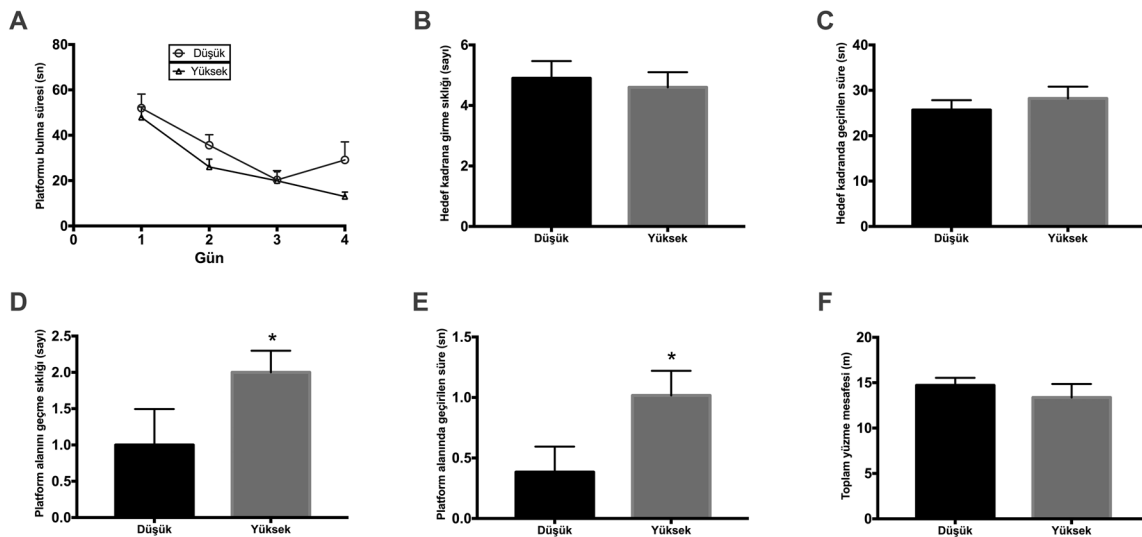 A
Platformu bulma süresi (sn)
80
60
40
20
0
0
1
2
3
4
Gün
Düşük
Yüksek
B
Hedef kadrana girme sıklığı (sayı)
6
4
2
0
Düşük
Yüksek
C
Hedef kadranda geçirilen süre (sn)
40
30
20
10
0
Düşük
Yüksek
D
Platform alanını geçme sıklığı (sayı)
2.5
2.0
1.5
1.0
0.5
0.0
*
Düşük
Yüksek
E
Platform alanında geçirilen süre (sn)
1.5
1.0
0.5
0.0
*
Düşük
Yüksek
F
Toplam yüzme mesafesi (m)
20
15
10
5
0
Düşük
Yüksek